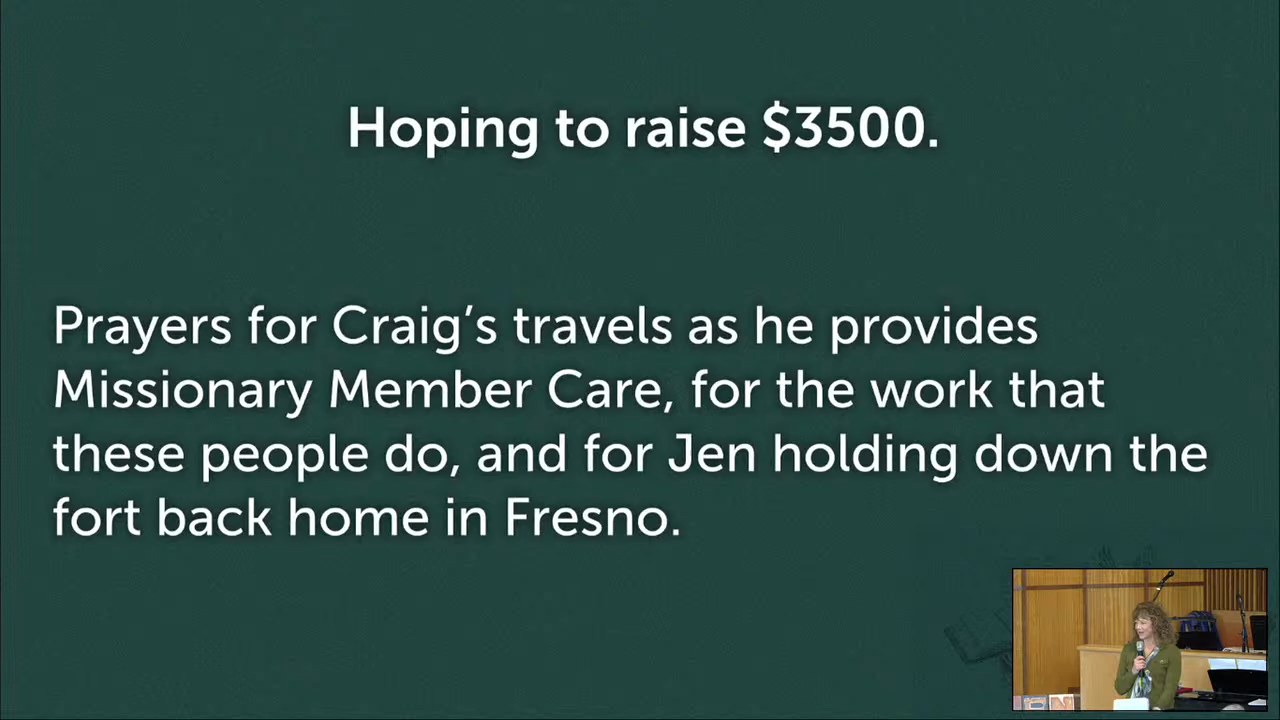 Hoping to raise $3500.
Prayers for Craig’s travels as he provides
Missionary Member Care, for the work that
these people do, and for Jen holding down the
fort back home in Fresno.